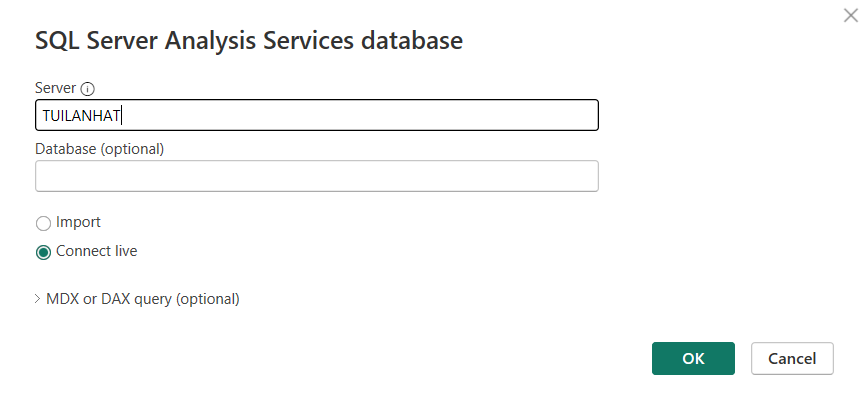 SQL Server Analysis Services database
Server
TUILANHAT
Database (optional)
Import
Connect live
MDX or DAX query (optional)
OK Cancel